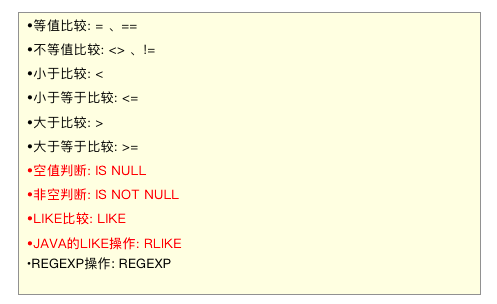 •等值比较: = 、==
•不等值比较: <> 、!=
•小于比较: <
•小于等于比较: <=
•大于比较: >
•大于等于比较: >=
•空值判断: IS NULL
•非空判断: IS NOT NULL
•LIKE比较: LIKE
•JAVA的LIKE操作: RLIKE
•REGEXP操作: REGEXP